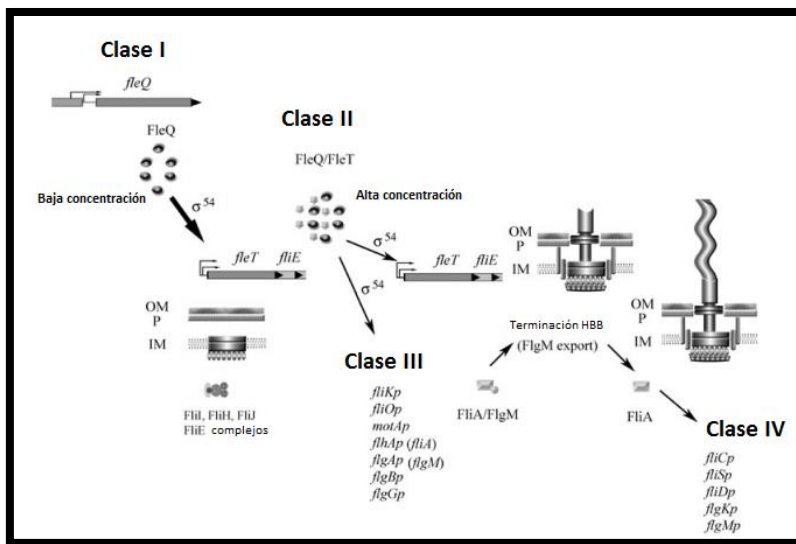 Clase I
fleQ
FleQ
Baja concentración
σ54
Clase II
FleQ/FleT
Alta concentración
σ54
σ54
fleT fliE
fleT fliE
OM
P
IM
FliI, FliH, FliJ
FliE complejos
Clase III
fliKp
fliOp
motAp
flhAp (fliA)
flgAp (flgM)
flgBp
flgGp
OM
P
IM
Terminación HBB
(FlgM export)
FliA/FlgM
FliA
OM
P
IM
Clase IV
fliCp
fliSp
fliDp
flgKp
flgMp